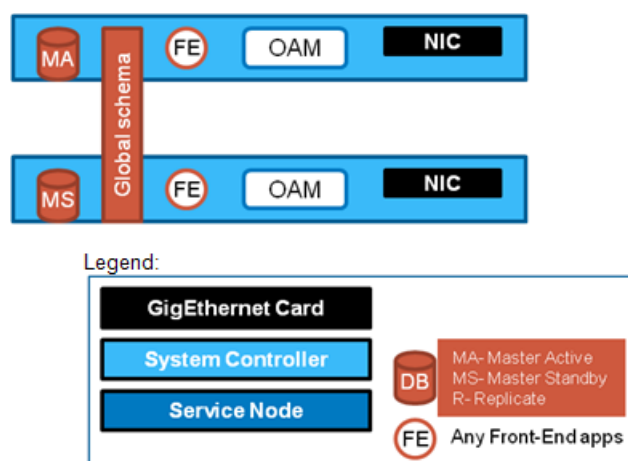 MA
FE
OAM
NIC
Global schema
MS
FE
OAM
NIC
Legend:
GigEthernet Card
System Controller
Service Node
DB
MA- Master Active
MS- Master Standby
R- Replicate
FE
Any Front-End apps